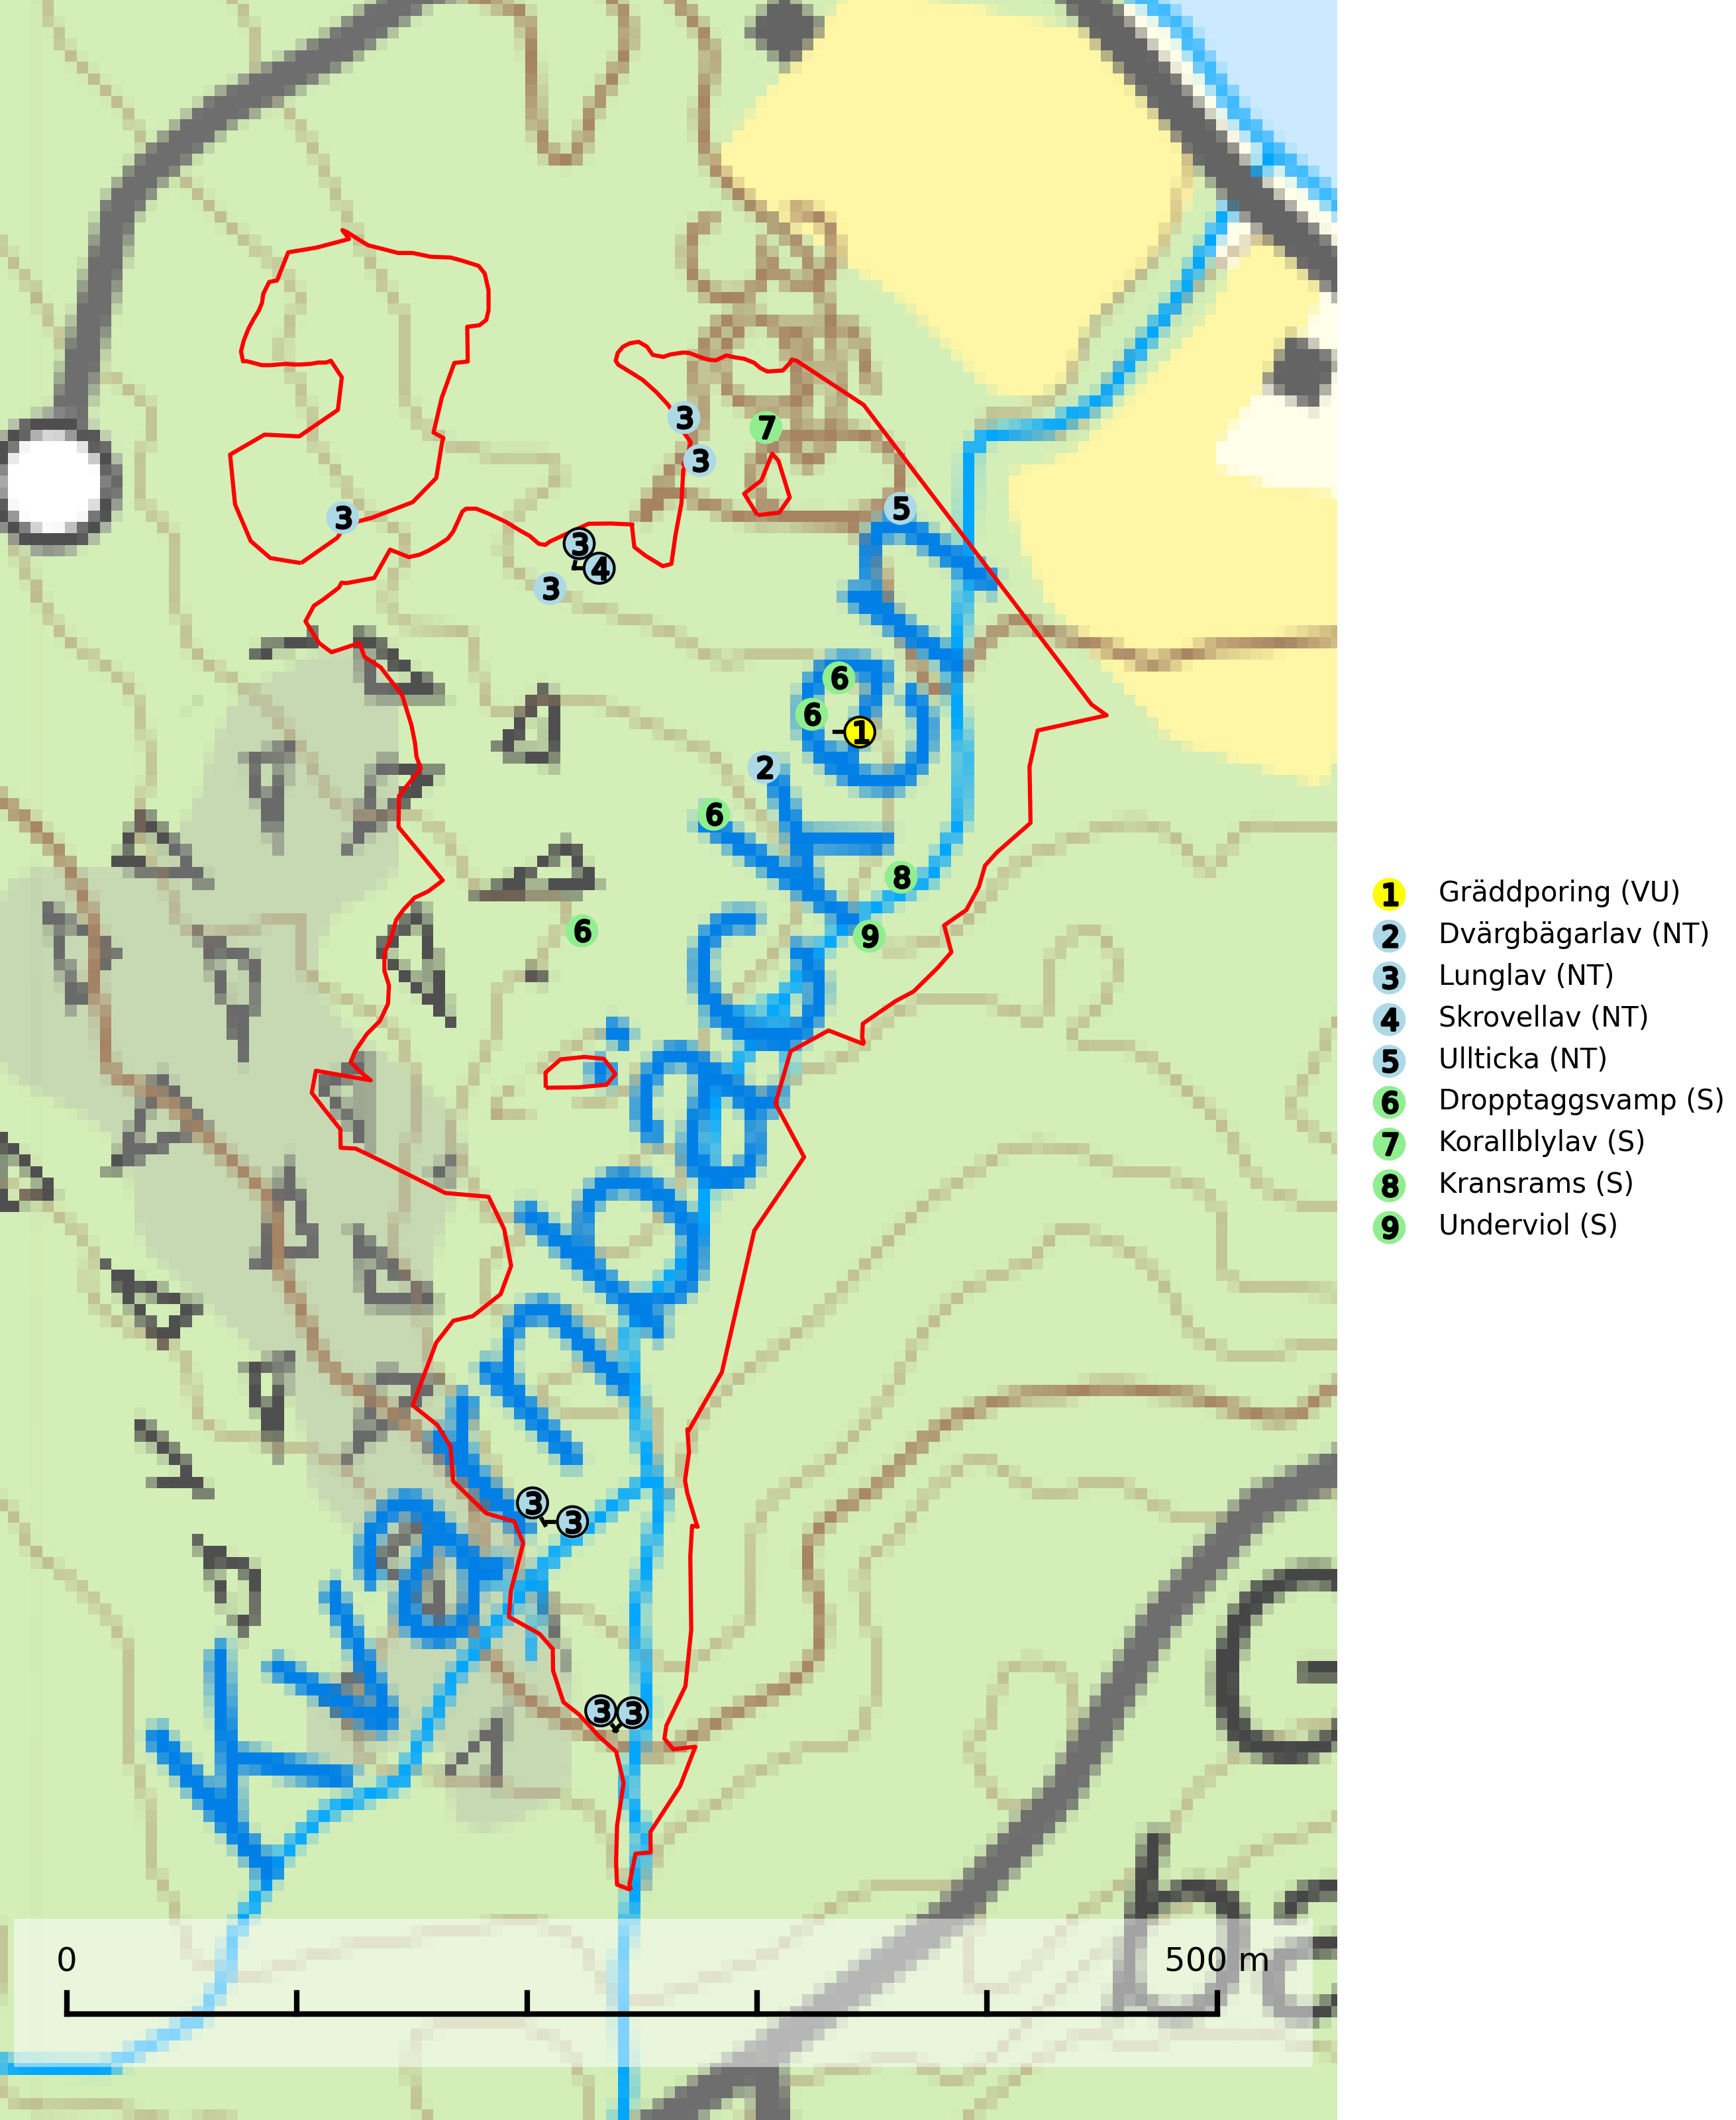 3
7
3
5
3
3
4
3
6
6
1
2
6
8
6
9
3
3
3
3
1 Gräddporing (VU)
2 Dvärgbägarlav (NT)
3 Lunglav (NT)
4 Skrovellav (NT)
5 Ullticka (NT)
6 Dropptaggsvamp (S)
7 Korallblylav (S)
8 Kransrams (S)
9 Underviol (S)
0 500 m